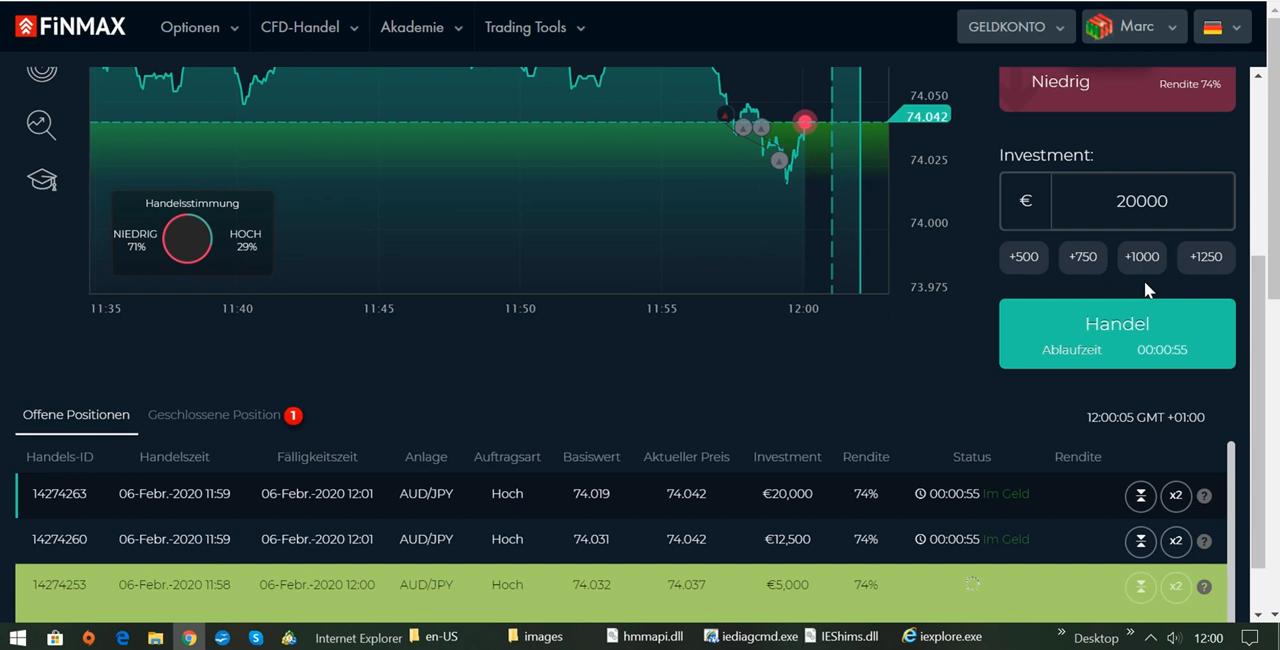 FiNMAX Optionen CFD-Handel Akademie Trading Tools GELDKONTO Marc
Niedrig Rendite 74%
74.050
74.042
74.025
74.000
73.975
Handelsstimmung
NIEDRIG HOCH
71% 29%
11:35 11:40 11:45 11:50 11:55 12:00
Investment:
€ 20000
+500 +750 +1000 +1250
Handel
Ablaufzeit 00:00:55
Offene Positionen Geschlossene Position 1 12:00:05 GMT +01:00
Handels-ID Handelszeit Fälligkeitszeit Anlage Auftragsart Basiswert Aktueller Preis Investment Rendite Status Rendite
14274263 06-Febr.-2020 11:59 06-Febr.-2020 12:01 AUD/JPY Hoch 74.019 74.042 €20,000 74% 00:00:55 Im Geld x2 ?
14274260 06-Febr.-2020 11:59 06-Febr.-2020 12:01 AUD/JPY Hoch 74.031 74.042 €12,500 74% 00:00:55 Im Geld x2 ?
14274253 06-Febr.-2020 11:58 06-Febr.-2020 12:00 AUD/JPY Hoch 74.032 74.037 €5,000 74% x2 ?
Internet Explorer en-US images hmmapi.dll iediagcmd.exe IEShims.dll iexplore.exe » Desktop » 12:00